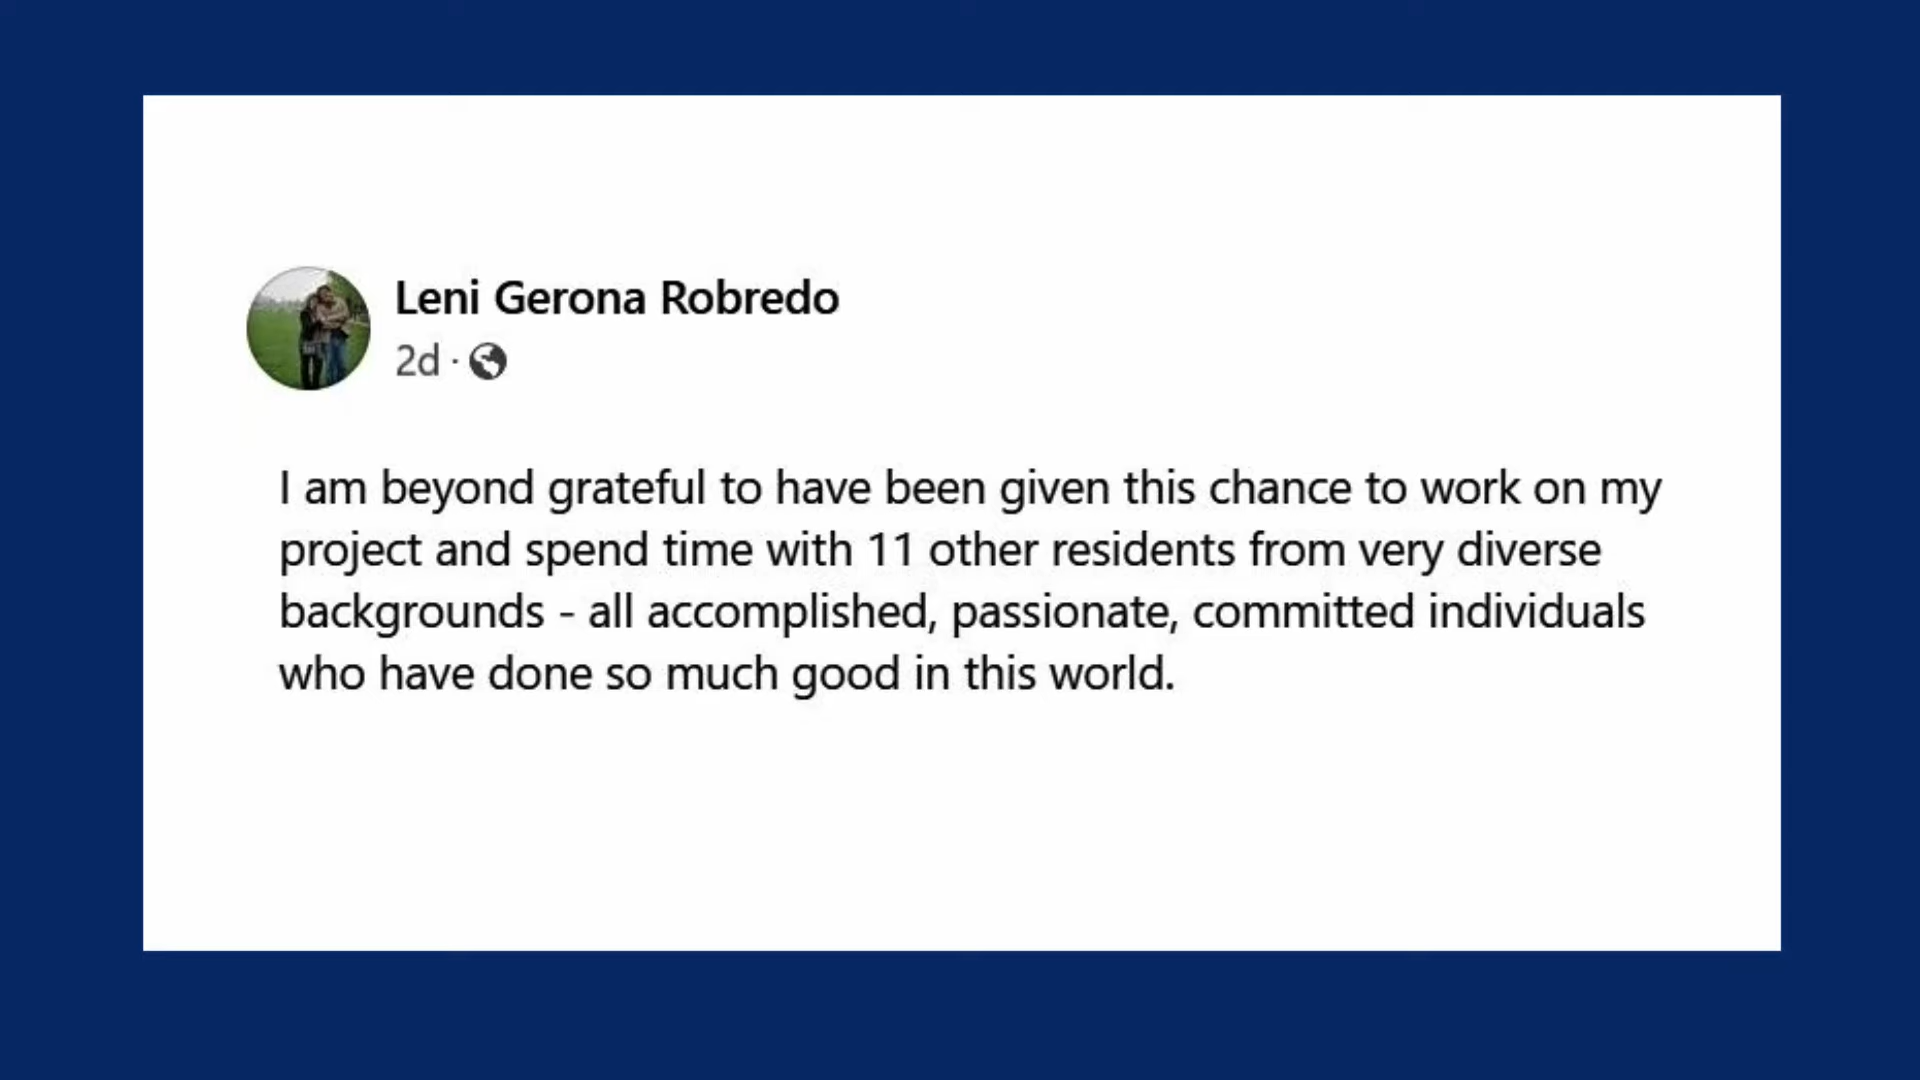 Leni Gerona Robredo
2d ·
I am beyond grateful to have been given this chance to work on my
project and spend time with 11 other residents from very diverse
backgrounds - all accomplished, passionate, committed individuals
who have done so much good in this world.